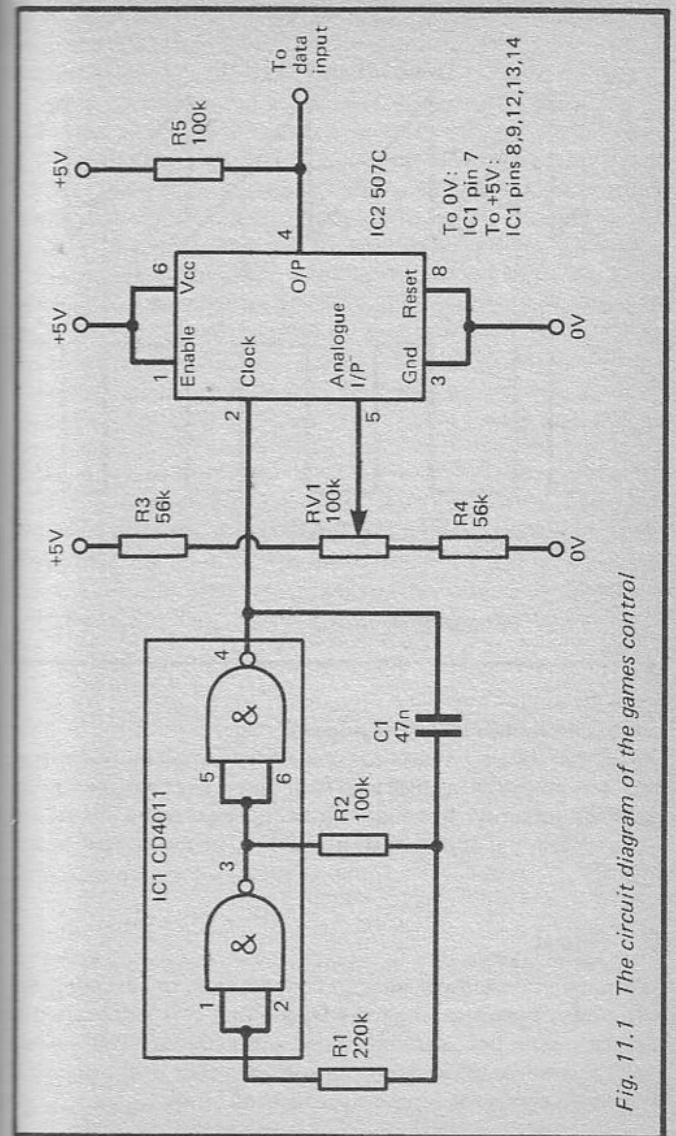 +5V
+5V
+5V
R5
100k
To
data
input
R3
56k
1
6
Enable
Vcc
IC1 CD4011
2
Clock
4
O/P
IC2 507C
1
2
&
3
5
6
&
4
RV1
100k
Analogue
I/P
5
Gnd
Reset
3
8
To 0V:
IC1 pin 7
To +5V:
IC1 pins 8,9,12,13,14
R1
220k
R2
100k
C1
47n
R4
56k
0V
0V
Fig. 11.1 The circuit diagram of the games control